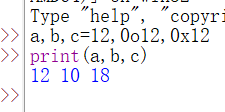 Type "help", "copyri
>> a,b,c=12,0o12,0x12
>> print(a,b,c)
12 10 18
>>